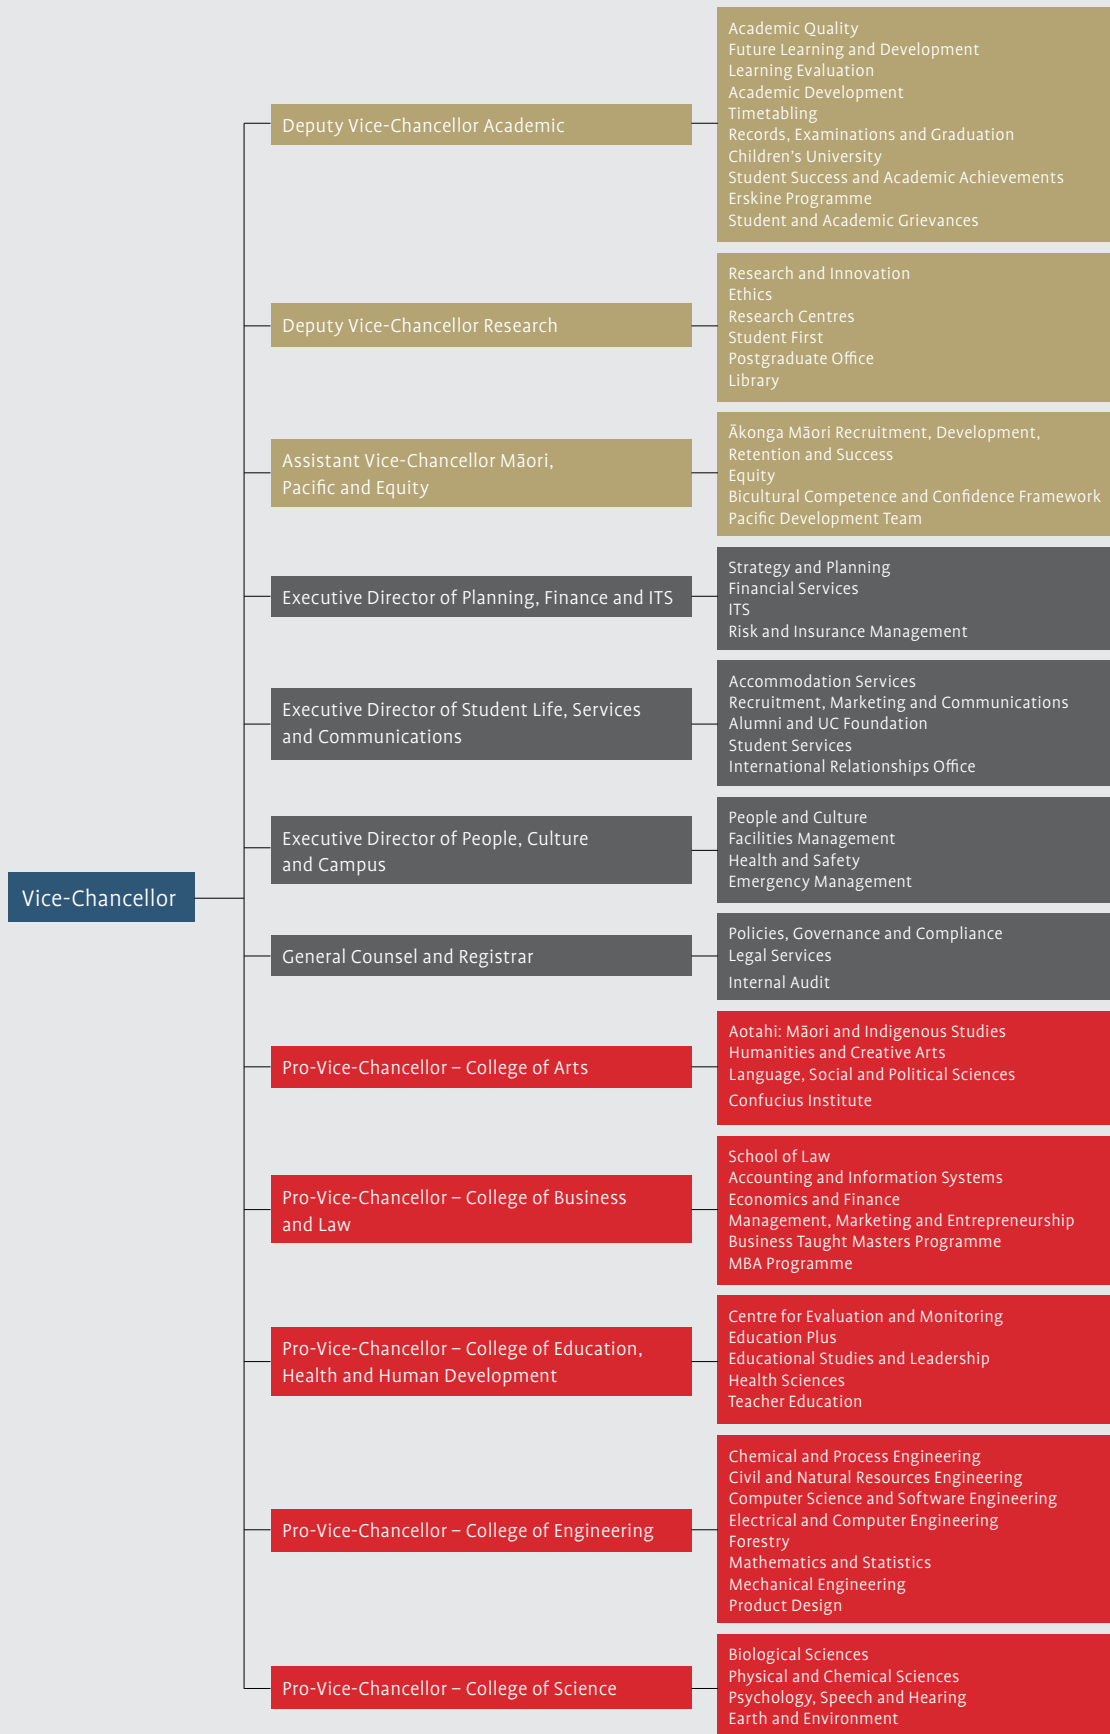 Vice-Chancellor
Deputy Vice-Chancellor Academic
Academic Quality
Future Learning and Development
Learning Evaluation
Academic Development
Timetabling
Records, Examinations and Graduation
Children's University
Student Success and Academic Achievements
Erskine Programme
Student and Academic Grievances
Deputy Vice-Chancellor Research
Research and Innovation
Ethics
Research Centres
Student First
Postgraduate Office
Library
Assistant Vice-Chancellor Māori,
Pacific and Equity
Ākonga Māori Recruitment, Development,
Retention and Success
Equity
Bicultural Competence and Confidence Framework
Pacific Development Team
Executive Director of Planning, Finance and ITS
Strategy and Planning
Financial Services
ITS
Risk and Insurance Management
Executive Director of Student Life, Services
and Communications
Accommodation Services
Recruitment, Marketing and Communications
Alumni and UC Foundation
Student Services
International Relationships Office
Executive Director of People, Culture
and Campus
People and Culture
Facilities Management
Health and Safety
Emergency Management
General Counsel and Registrar
Policies, Governance and Compliance
Legal Services
Internal Audit
Pro-Vice-Chancellor – College of Arts
Aotahi: Māori and Indigenous Studies
Humanities and Creative Arts
Language, Social and Political Sciences
Confucius Institute
Pro-Vice-Chancellor – College of Business
and Law
School of Law
Accounting and Information Systems
Economics and Finance
Management, Marketing and Entrepreneurship
Business Taught Masters Programme
MBA Programme
Pro-Vice-Chancellor – College of Education,
Health and Human Development
Centre for Evaluation and Monitoring
Education Plus
Educational Studies and Leadership
Health Sciences
Teacher Education
Pro-Vice-Chancellor – College of Engineering
Chemical and Process Engineering
Civil and Natural Resources Engineering
Computer Science and Software Engineering
Electrical and Computer Engineering
Forestry
Mathematics and Statistics
Mechanical Engineering
Product Design
Pro-Vice-Chancellor – College of Science
Biological Sciences
Physical and Chemical Sciences
Psychology, Speech and Hearing
Earth and Environment